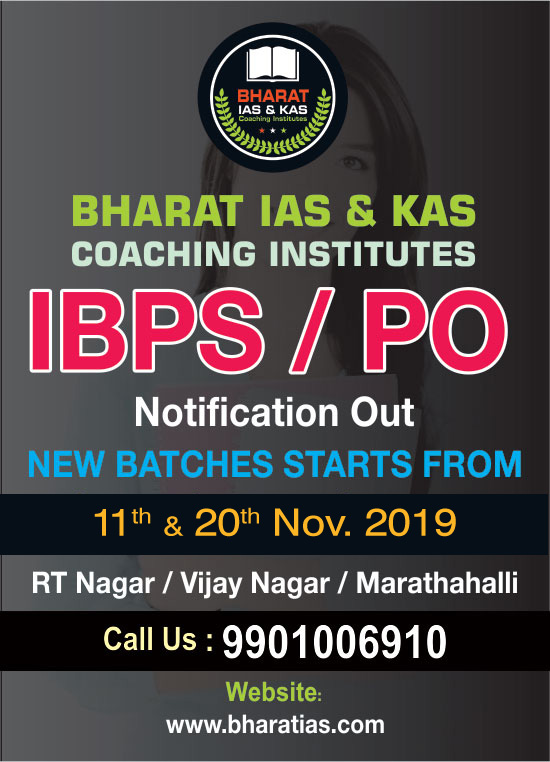 BHARAT
IAS & KAS
Coaching Institutes
BHARAT IAS & KAS
COACHING INSTITUTES
IBPS / PO
Notification Out
NEW BATCHES STARTS FROM
11th & 20th Nov. 2019
RT Nagar / Vijay Nagar / Marathahalli
Call Us : 9901006910
Website:
www.bharatias.com